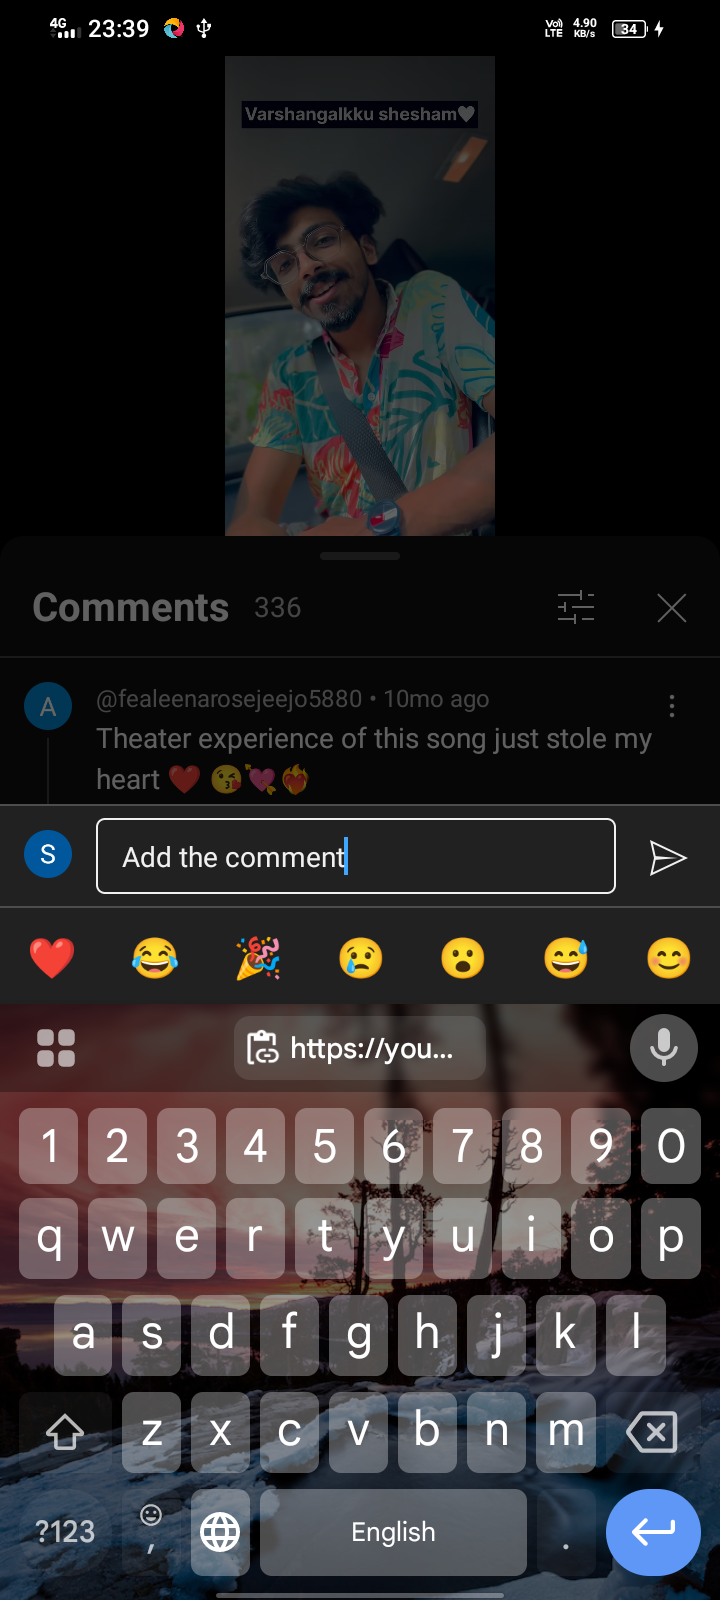 4G 23:39 Vo) LTE 4.90 KB/s 34
Varshangalkku shesham🤍
Comments 336
A @fealeenarosejeejo5880 • 10mo ago
Theater experience of this song just stole my
heart ❤️ 😘💘❤️‍🔥
S Add the comment
❤️ 😂 🎉 😢 😮 😅 😊
https://you...
1 2 3 4 5 6 7 8 9 0
q w e r t y u i o p
a s d f g h j k l
z x c v b n m
?123 , English .